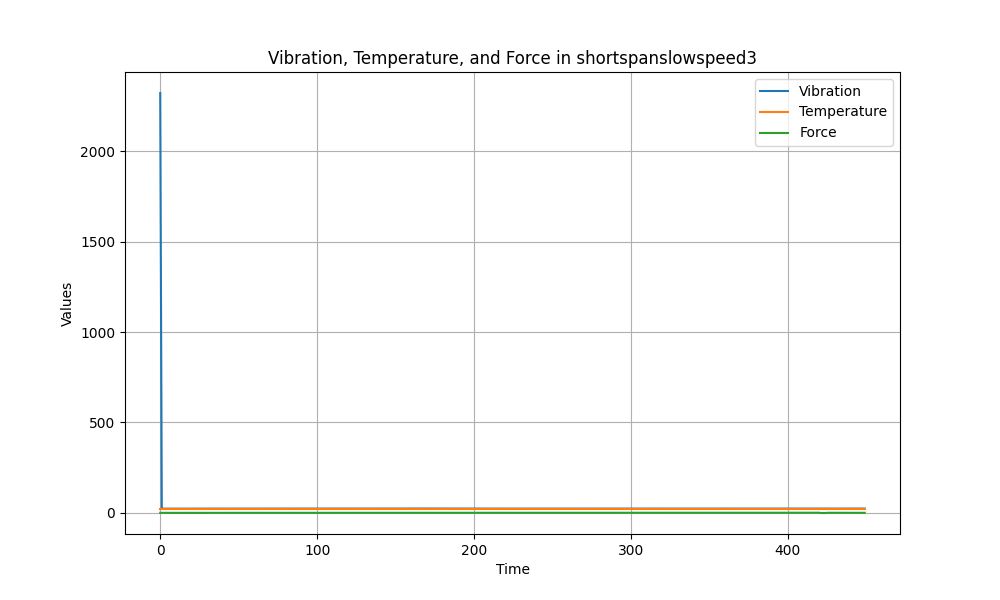 Vibration, Temperature, and Force in shortspanslowspeed3
Vibration
Temperature
Force
2000
1500
1000
500
0
Values
0 100 200 300 400
Time